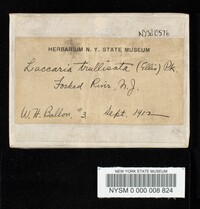 HERBARIUM N. Y. STATE MUSEUM
Laccaria trullisata (Ellis) Pk.
Forked River, N.J.
W. H. Ballou, #3 Sept. 1912
NEW YORK STATE MUSEUM
NYSM 0 000 008 824